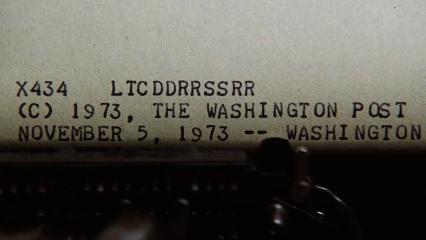 X434 LTCDDRRSSRR
(C) 1973, THE WASHINGTON POST
NOVEMBER 5, 1973 -- WASHINGTON